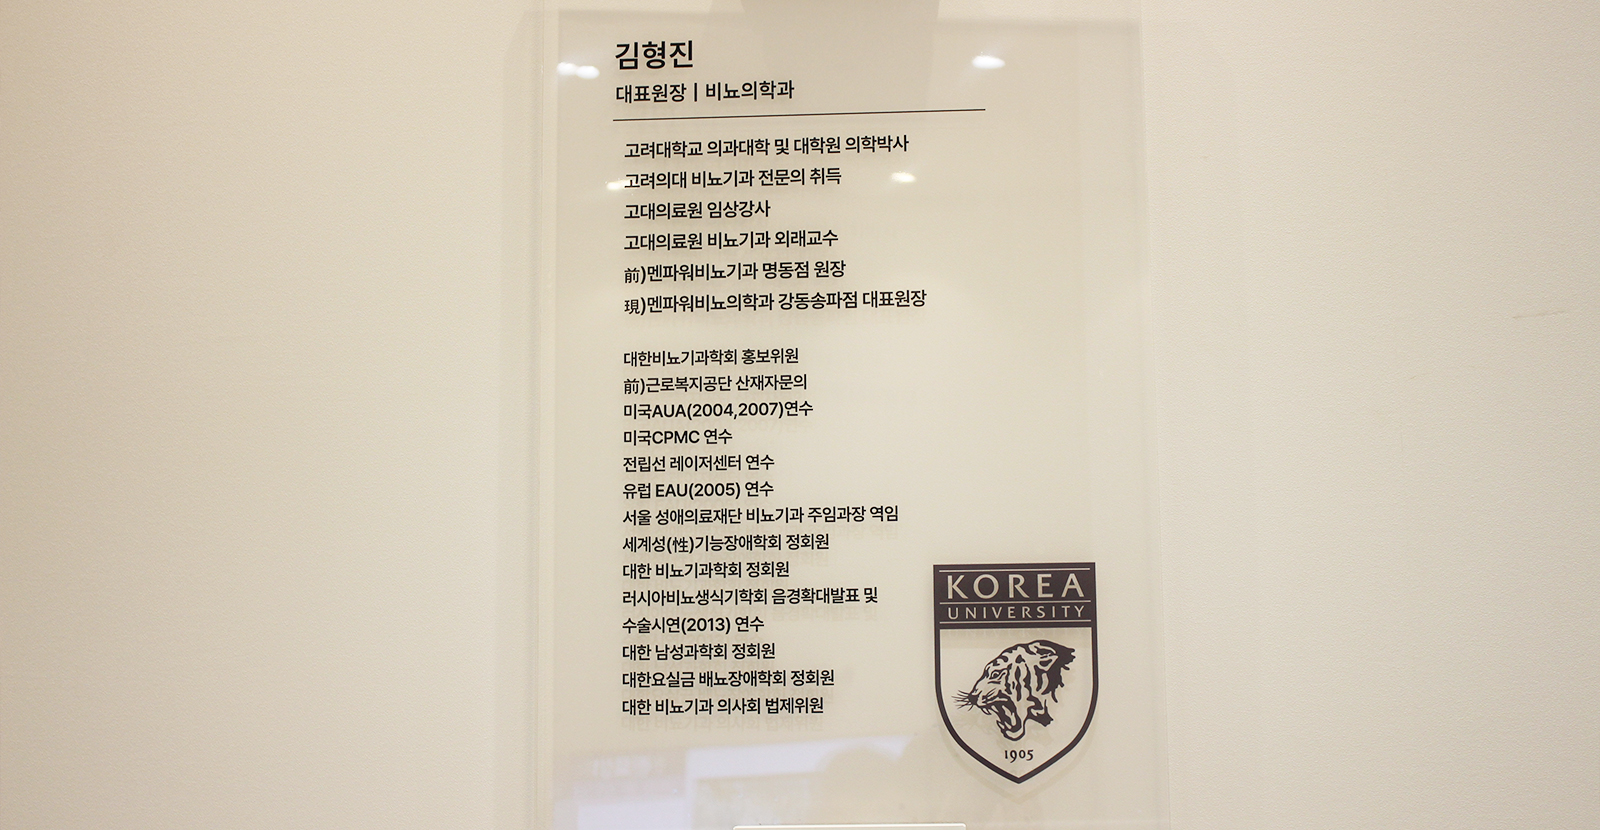 김형진
대표원장 | 비뇨의학과
고려대학교 의과대학 및 대학원 의학박사
고려의대 비뇨기과 전문의 취득
고대의료원 임상강사
고대의료원 비뇨기과 외래교수
前)멘파워비뇨기과 명동점 원장
現)멘파워비뇨의학과 강동송파점 대표원장
대한비뇨기과학회 홍보위원
前)근로복지공단 산재자문의
미국AUA(2004,2007)연수
미국CPMC 연수
전립선 레이저센터 연수
유럽 EAU(2005) 연수
서울 성애의료재단 비뇨기과 주임과장 역임
세계성(性)기능장애학회 정회원
대한 비뇨기과학회 정회원
러시아비뇨생식기학회 음경확대발표 및
수술시연(2013) 연수
대한 남성과학회 정회원
대한요실금 배뇨장애학회 정회원
대한 비뇨기과 의사회 법제위원
KOREA
UNIVERSITY
1905